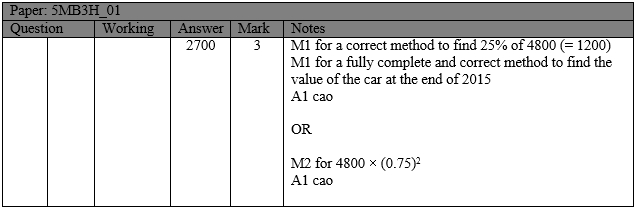 Paper: 5MB3H_01
Question Working Answer Mark Notes
2700 3 M1 for a correct method to find 25% of 4800 (= 1200)
M1 for a fully complete and correct method to find the
value of the car at the end of 2015
A1 cao
OR
M2 for 4800 × (0.75)²
A1 cao